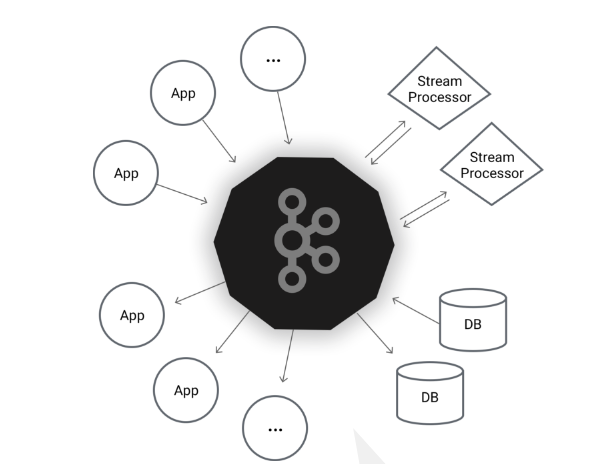 ...
App
App
Stream
Processor
Stream
Processor
App
App
...
DB
DB